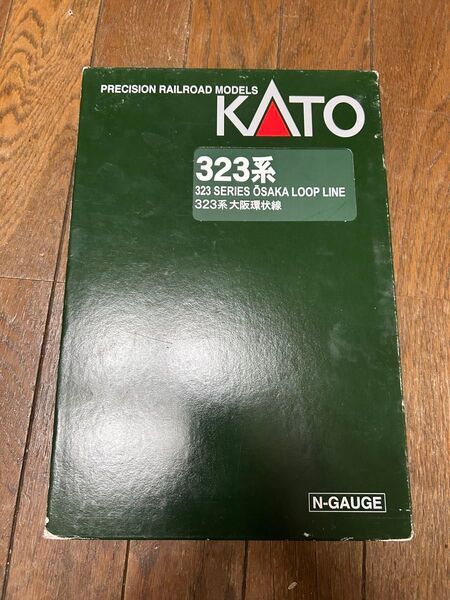 PRECISION RAILROAD MODELS
KATO
323系
323 SERIES ŌSAKA LOOP LINE
323系大阪環状線
N-GAUGE